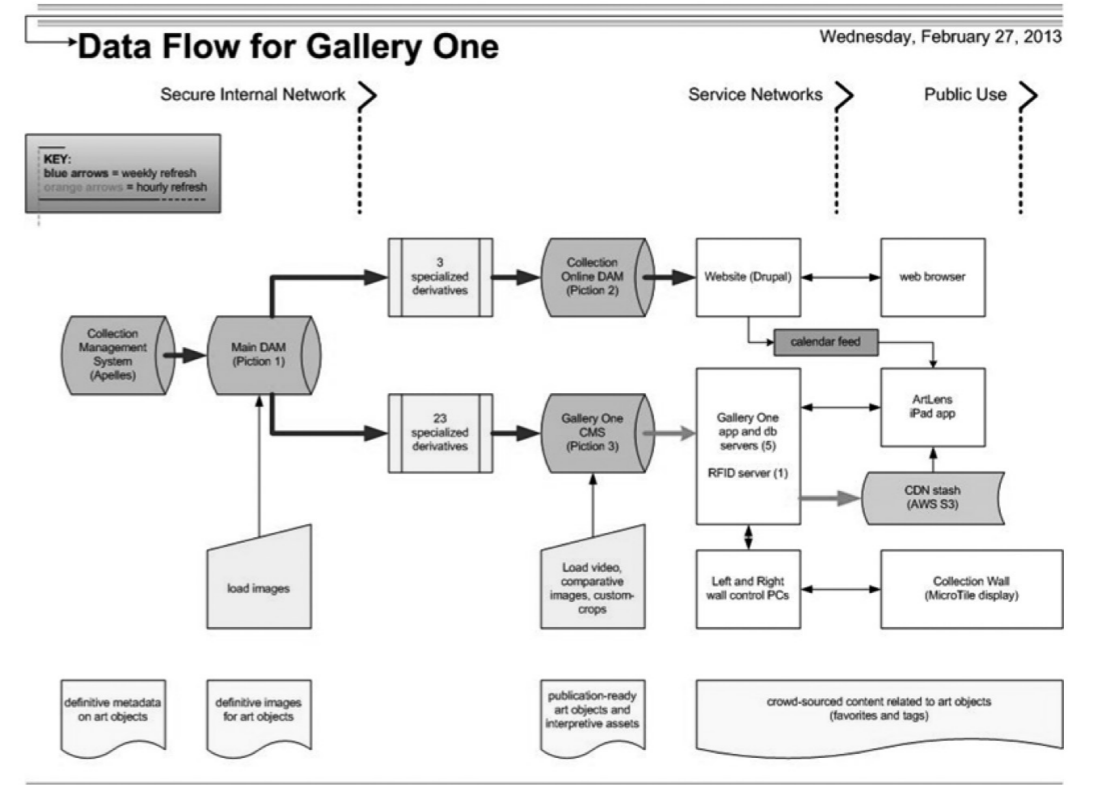 Data Flow for Gallery One
Wednesday, February 27, 2013
Secure Internal Network
Service Networks
Public Use
KEY:
blue arrows = weekly refresh
orange arrows = hourly refresh
3
specialized
derivatives
Collection
Online DAM
(Piction 2)
Website (Drupal)
web browser
calendar feed
Collection
Management
System
(Apelles)
Main DAM
(Piction 1)
23
specialized
derivatives
Gallery One
CMS
(Piction 3)
Gallery One
app and db
servers (5)
RFID server (1)
ArtLens
iPad app
CDN stash
(AWS S3)
load images
Load video,
comparative
images, custom-
crops
Left and Right
wall control PCs
Collection Wall
(MicroTile display)
definitive metadata
on art objects
definitive images
for art objects
publication-ready
art objects and
interpretive assets
crowd-sourced content related to art objects
(favorites and tags)